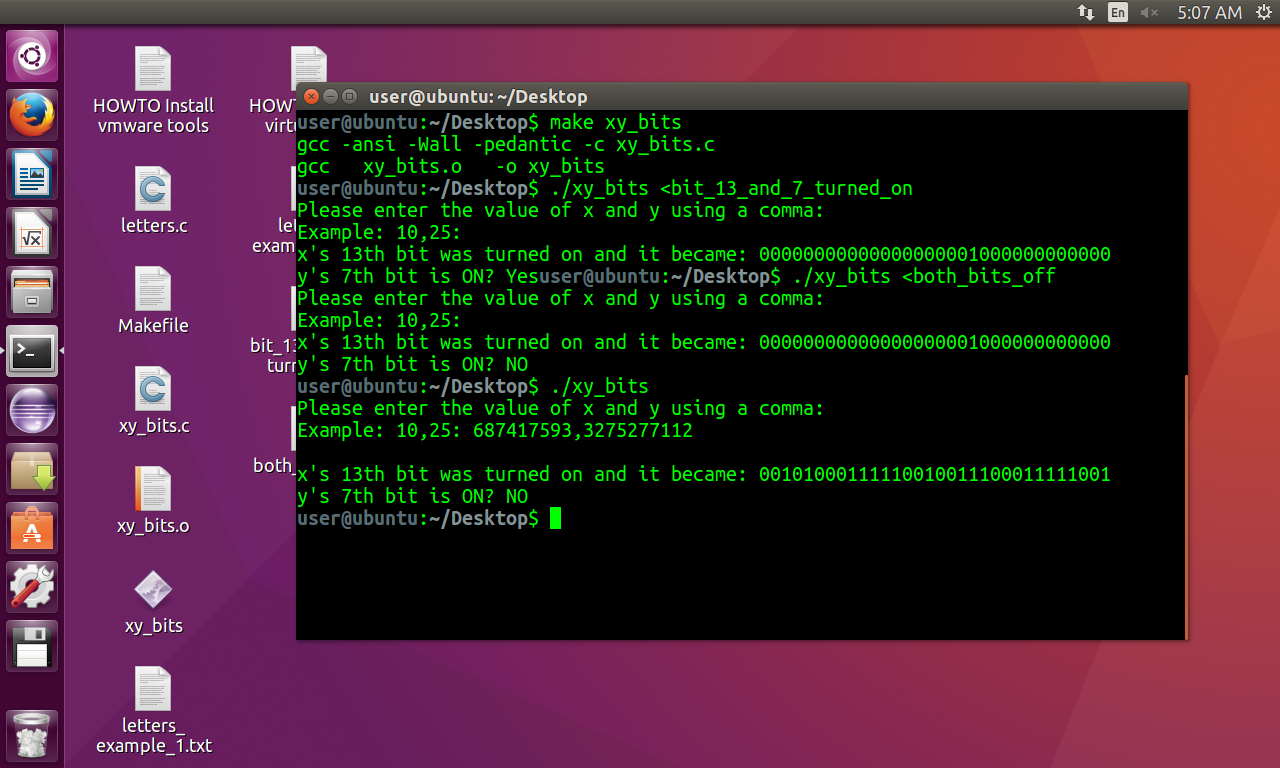 En
5:07 AM
HOWTO Install
vmware tools
HOWT
virtu
letters.c
let
exam
Makefile
bit_13
turn
xy_bits.c
both_
xy_bits.o
xy_bits
letters_
example_1.txt
user@ubuntu: ~/Desktop
user@ubuntu:~/Desktop$ make xy_bits
gcc -ansi -Wall -pedantic -c xy_bits.c
gcc   xy_bits.o   -o xy_bits
user@ubuntu:~/Desktop$ ./xy_bits <bit_13_and_7_turned_on
Please enter the value of x and y using a comma:
Example: 10,25:
x's 13th bit was turned on and it became: 00000000000000000001000000000000
y's 7th bit is ON? Yesuser@ubuntu:~/Desktop$ ./xy_bits <both_bits_off
Please enter the value of x and y using a comma:
Example: 10,25:
x's 13th bit was turned on and it became: 00000000000000000001000000000000
y's 7th bit is ON? NO
user@ubuntu:~/Desktop$ ./xy_bits
Please enter the value of x and y using a comma:
Example: 10,25: 687417593,3275277112
x's 13th bit was turned on and it became: 00101000111110010011100011111001
y's 7th bit is ON? NO
user@ubuntu:~/Desktop$